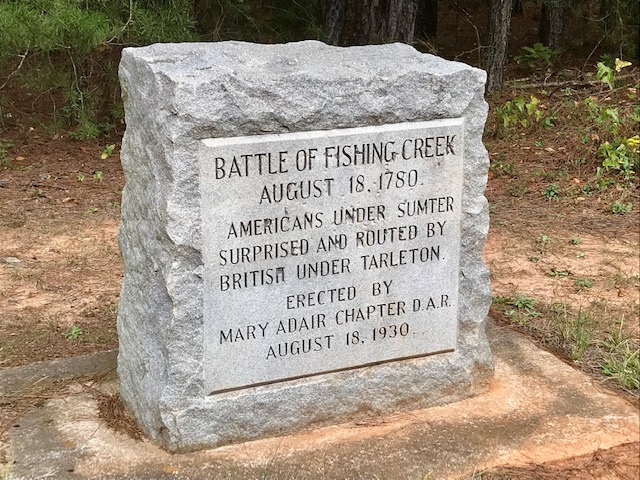 BATTLE OF FISHING CREEK
AUGUST 18, 1780.
AMERICANS UNDER SUMTER
SURPRISED AND ROUTED BY
BRITISH UNDER TARLETON.
ERECTED BY
MARY ADAIR CHAPTER D.A.R.
AUGUST 18, 1930.